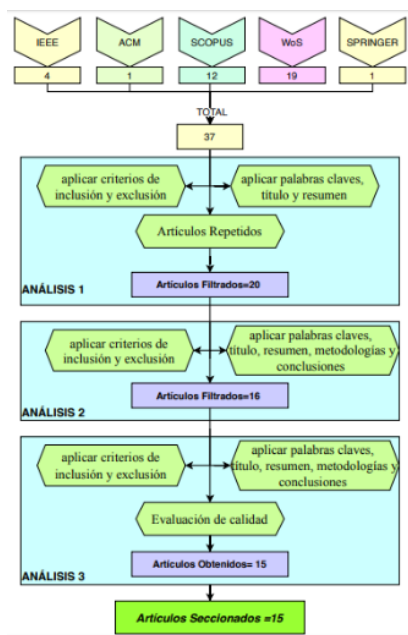 IEEE
ACM
SCOPUS
WoS
SPRINGER
4
1
12
19
1
TOTAL
37
aplicar criterios de
inclusión y exclusión
aplicar palabras claves,
título y resumen
Artículos Repetidos
Artículos Filtrados=20
ANÁLISIS 1
aplicar criterios de
inclusión y exclusión
aplicar palabras claves,
título, resumen, metodologías y
conclusiones
Artículos Filtrados=16
ANÁLISIS 2
aplicar criterios de
inclusión y exclusión
aplicar palabras claves,
título, resumen, metodologías y
conclusiones
Evaluación de calidad
Artículos Obtenidos= 15
ANÁLISIS 3
Artículos Seccionados =15